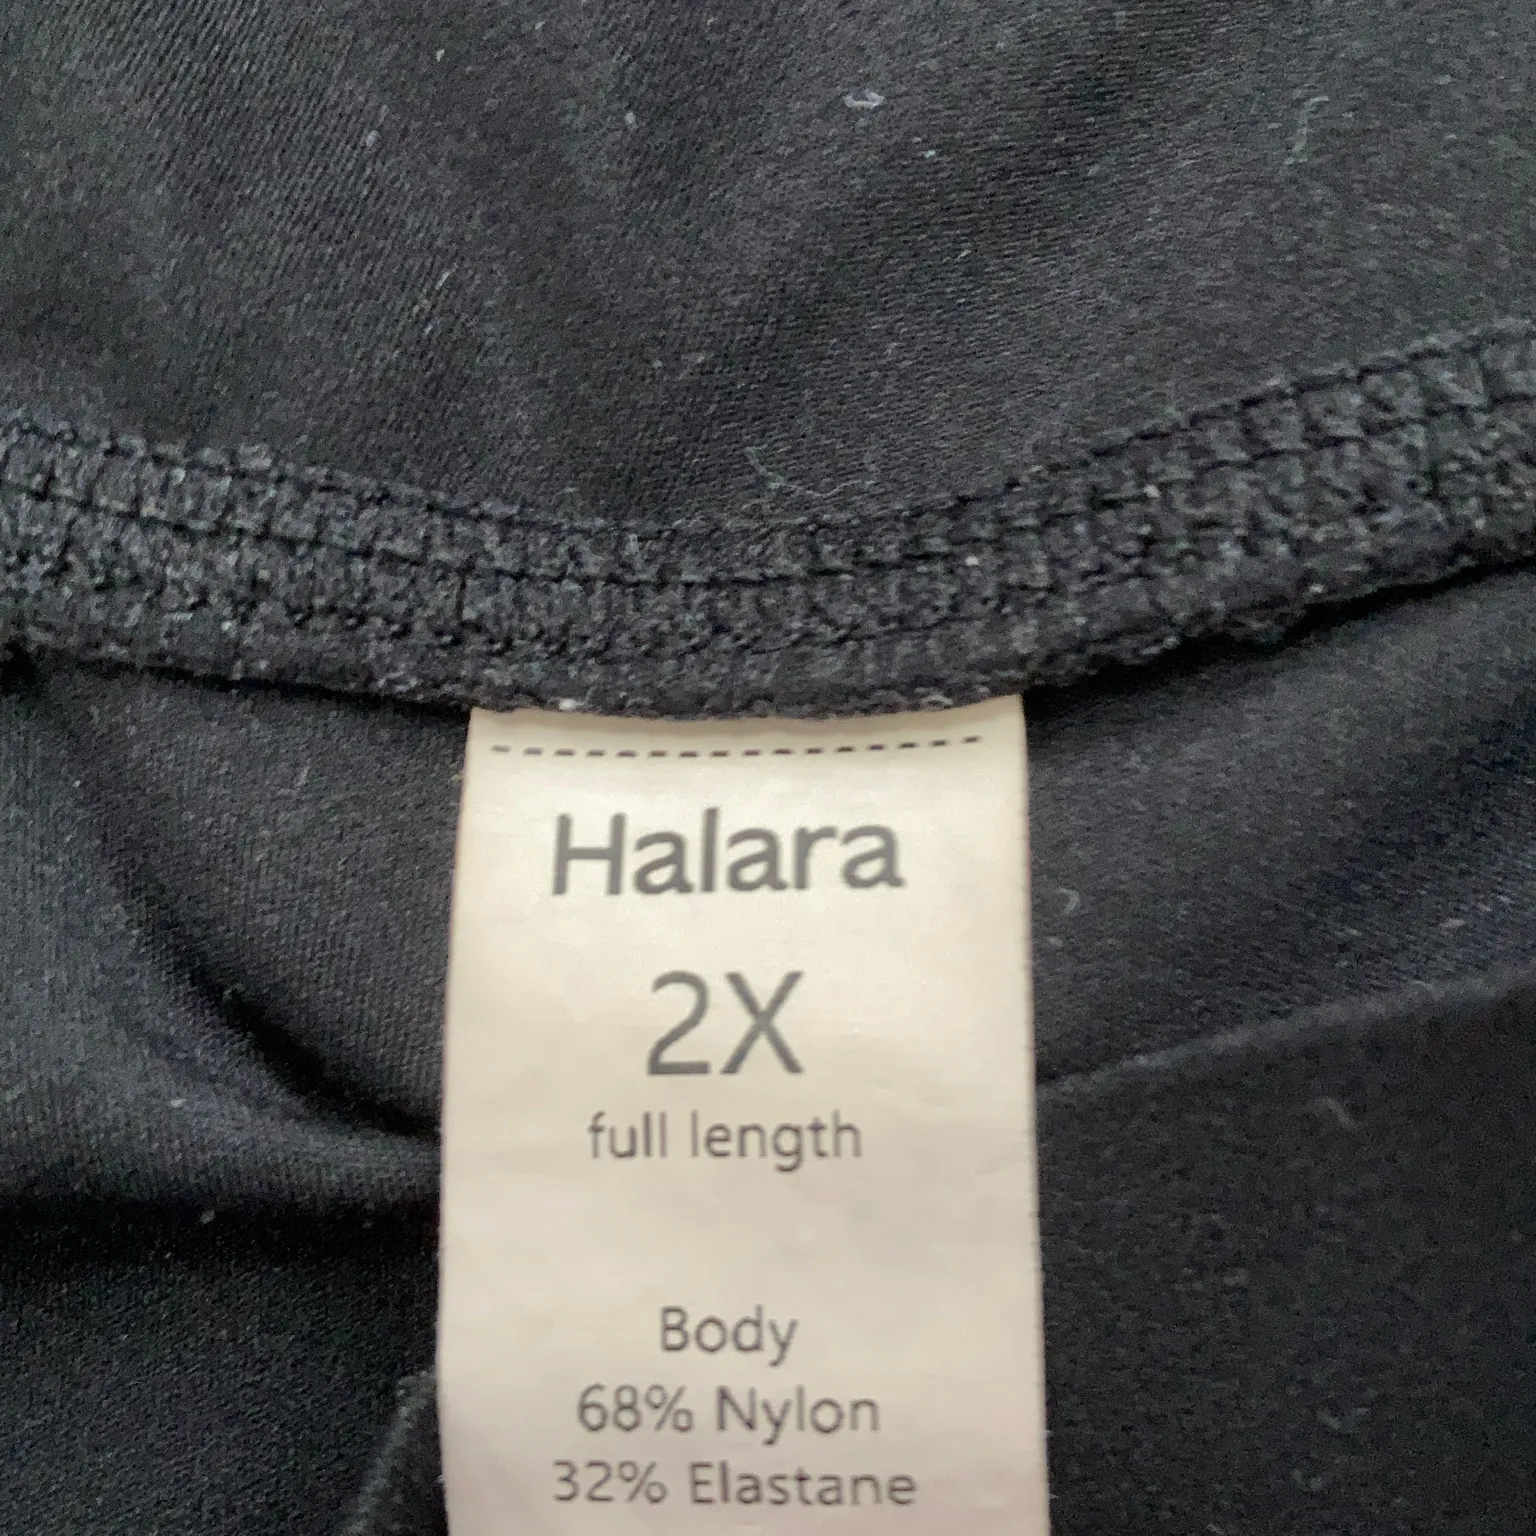 Halara
2X
full length
Body
68% Nylon
32% Elastane